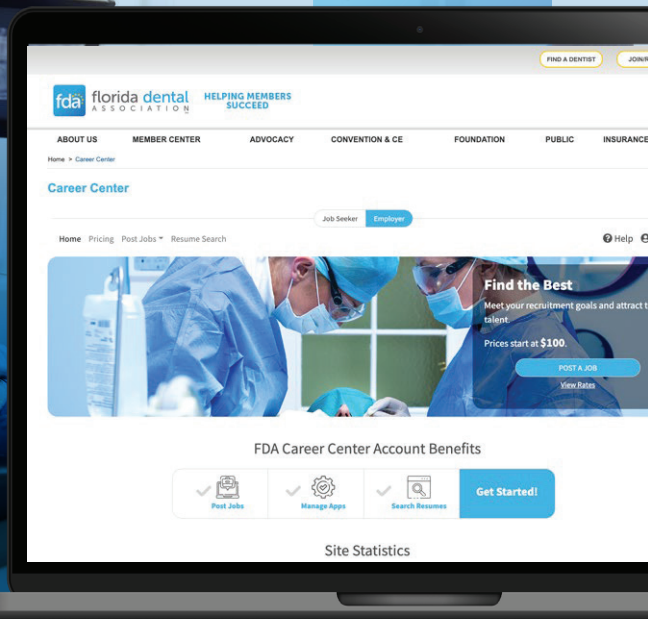 FIND A DENTIST
fda florida dental ASSOCIATION
HELPING MEMBERS
SUCCEED
ABOUT US MEMBER CENTER ADVOCACY CONVENTION & CE FOUNDATION PUBLIC INSURANCE
Home > Career Center
Career Center
Job Seeker Employer
Home Pricing Post Jobs Resume Search Help
Find the Best
Meet your recruitment goals and attract
talent.
Prices start at $100.
POST A JOB
View Rates
FDA Career Center Account Benefits
Post Jobs Manage Apps Search Resumes Get Started!
Site Statistics